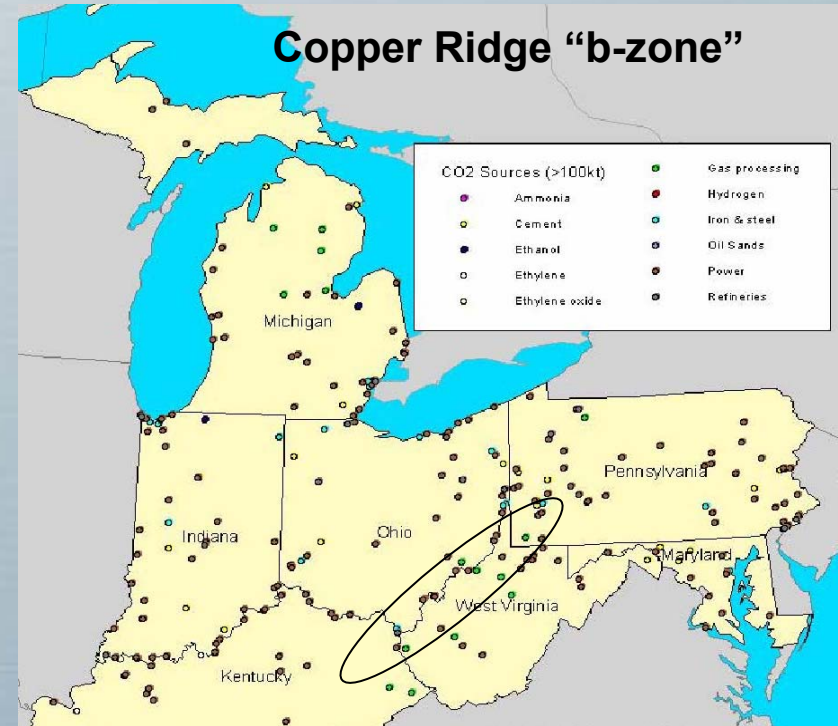 Copper Ridge “b-zone”
CO2 Sources (>100kt)
Ammonia
Cement
Ethanol
Ethylene
Ethylene oxide
Gas processing
Hydrogen
Iron & steel
Oil Sands
Power
Refineries
Michigan
Pennsylvania
Indiana
Ohio
Maryland
West Virginia
Kentucky